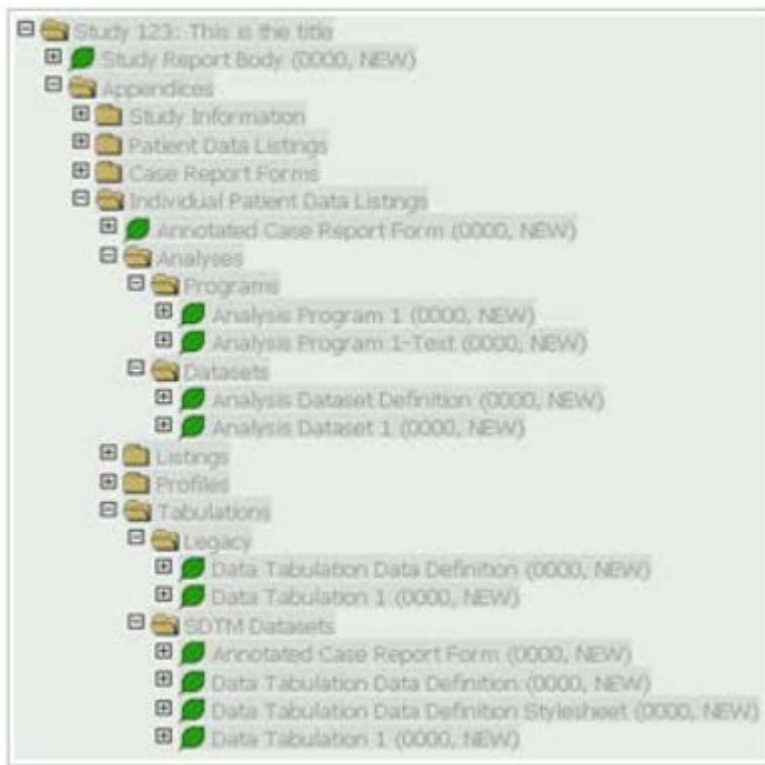 Study 123: This is the title
Study Report Body (0000, NEW)
Appendices
Study Information
Patient Data Listings
Case Report Forms
Individual Patient Data Listings
Annotated Case Report Form (0000, NEW)
Analyses
Programs
Analysis Program 1 (0000, NEW)
Analysis Program 1-Text (0000, NEW)
Datasets
Analysis Dataset Definition (0000, NEW)
Analysis Dataset 1 (0000, NEW)
Listings
Profiles
Tabulations
Legacy
Data Tabulation Data Definition (0000, NEW)
Data Tabulation 1 (0000, NEW)
SDTM Datasets
Annotated Case Report Form (0000, NEW)
Data Tabulation Data Definition (0000, NEW)
Data Tabulation Data Definition Stylesheet (0000, NEW)
Data Tabulation 1 (0000, NEW)